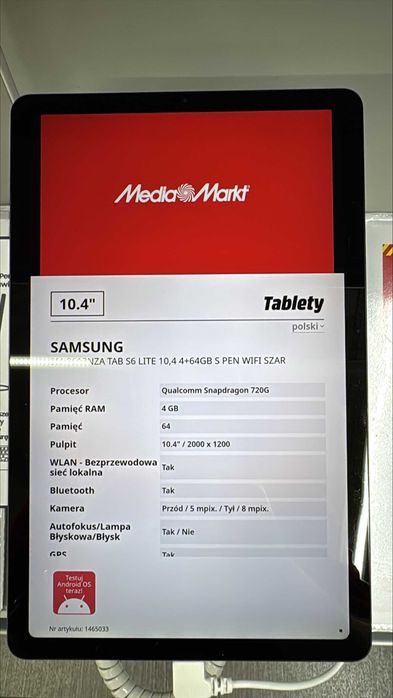 MediaMarkt
10.4"
Tablety
polski
SAMSUNG
TAB S6 LITE 10,4 4+64GB S PEN WIFI SZAR
Procesor Qualcomm Snapdragon 720G
Pamięć RAM 4 GB
Pamięć 64
Pulpit 10.4" / 2000 x 1200
WLAN - Bezprzewodowa
sieć lokalna Tak
Bluetooth Tak
Kamera Przód / 5 mpix. / Tył / 8 mpix.
Autofokus/Lampa
Błyskowa/Błysk Tak / Nie
GPS Tak
Testuj
Android OS
teraz!
Nr artykułu: 1465033